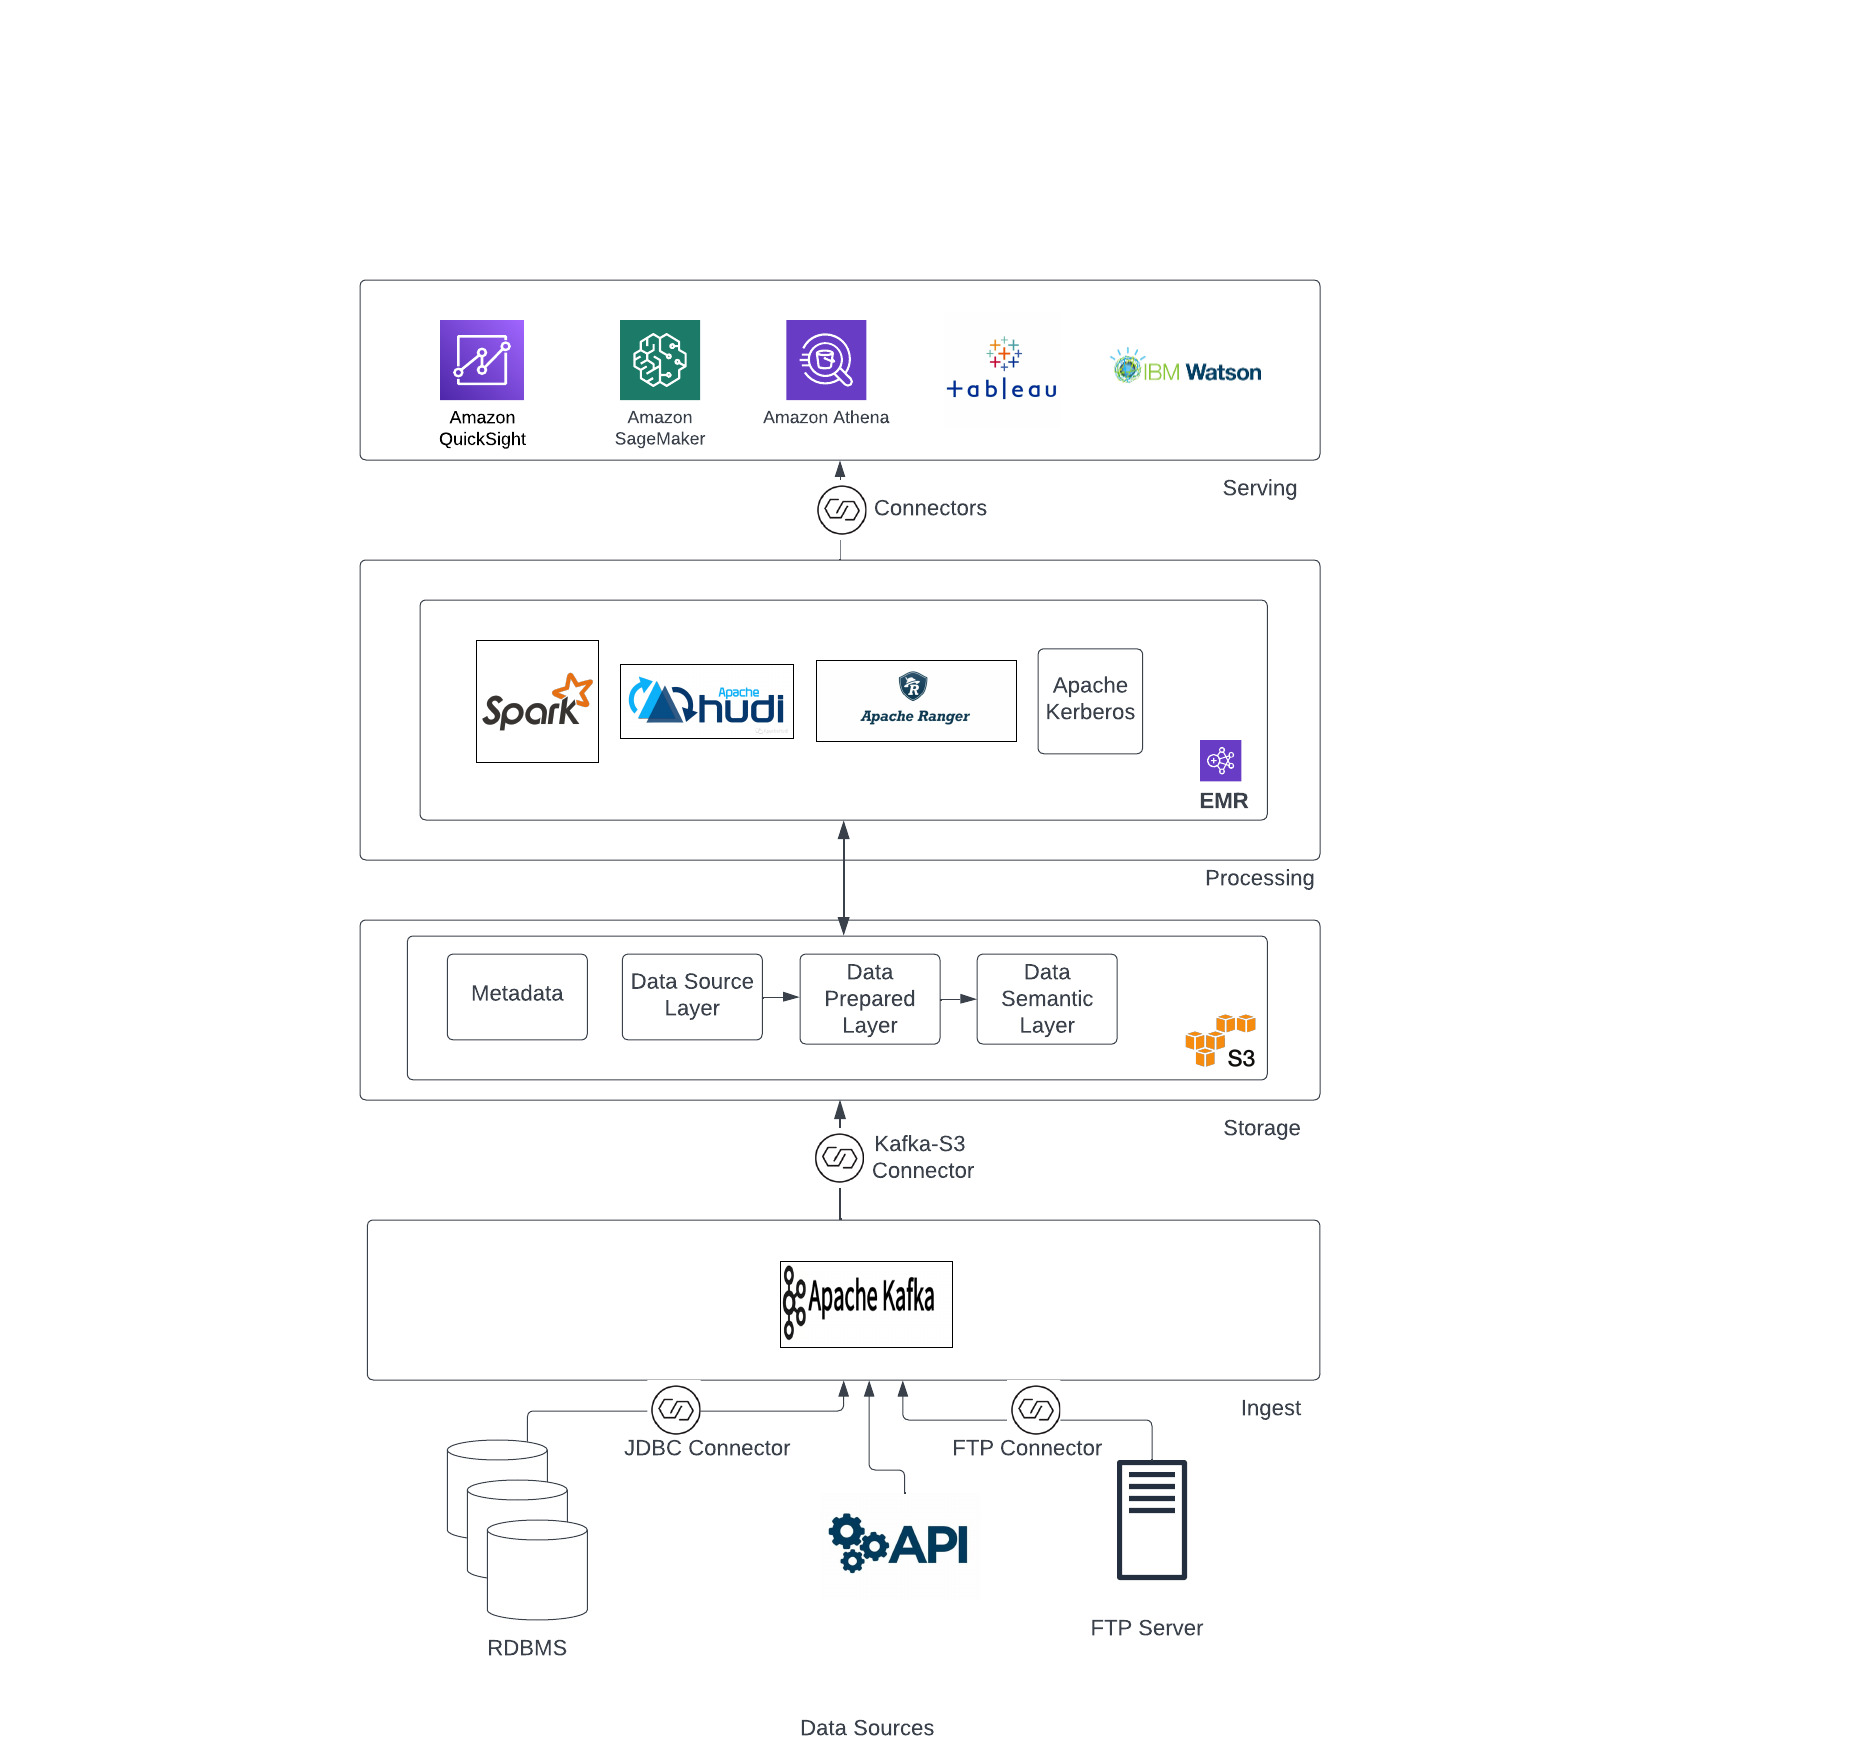 Amazon
QuickSight
Amazon
SageMaker
Amazon Athena
+ableau
IBM Watson
Serving
Connectors
Spark
Apache
hudi
R
Apache Ranger
Apache
Kerberos
EMR
Processing
Metadata
Data Source
Layer
Data
Prepared
Layer
Data
Semantic
Layer
S3
Storage
Kafka-S3
Connector
Apache Kafka
Ingest
JDBC Connector
FTP Connector
API
RDBMS
FTP Server
Data Sources